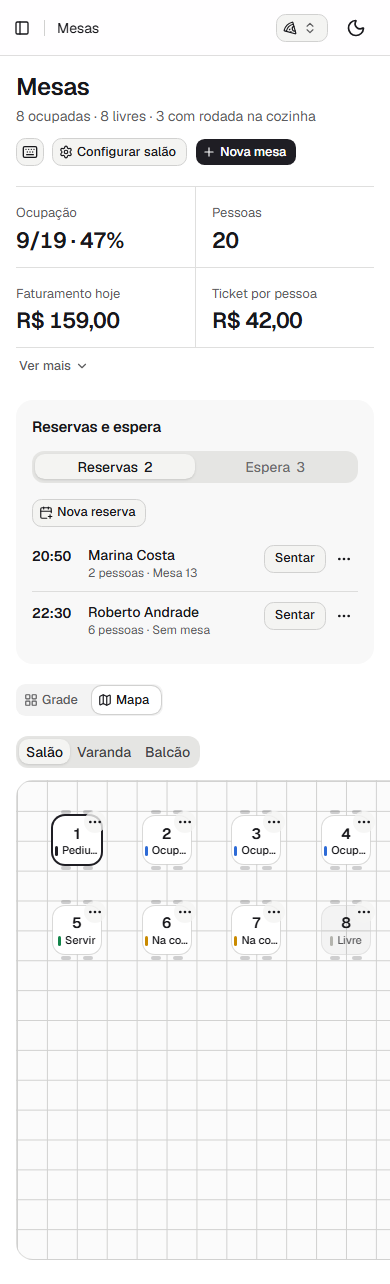 Mesas
Mesas
8 ocupadas · 8 livres · 3 com rodada na cozinha
Configurar salão
+ Nova mesa
Ocupação
9/19 · 47%
Pessoas
20
Faturamento hoje
R$ 159,00
Ticket por pessoa
R$ 42,00
Ver mais
Reservas e espera
Reservas 2
Espera 3
Nova reserva
20:50 Marina Costa
2 pessoas · Mesa 13
Sentar
22:30 Roberto Andrade
6 pessoas · Sem mesa
Sentar
Grade
Mapa
Salão Varanda Balcão
1
Pediu...
2
Ocup...
3
Ocup...
4
Ocup...
5
Servir
6
Na co...
7
Na co...
8
Livre